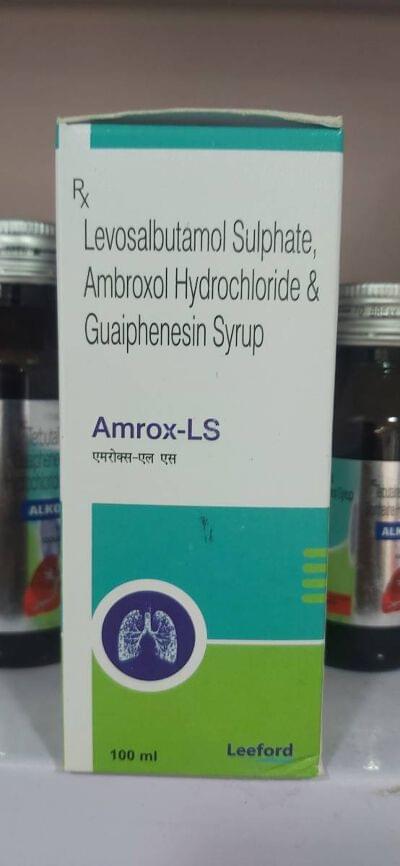 Rx
Levosalbutamol Sulphate,
Ambroxol Hydrochloride &
Guaiphenesin Syrup
Amrox-LS
एमरोक्स-एल एस
100 ml
Leeford